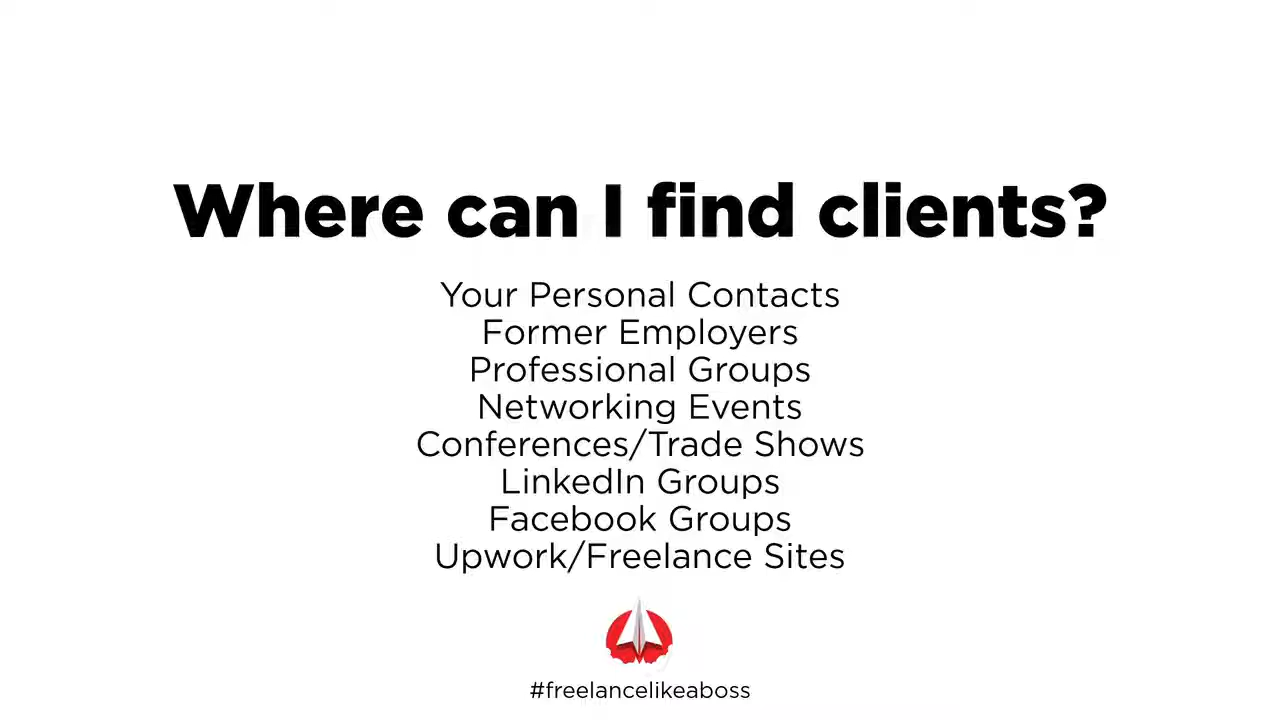 Where can I find clients?
Your Personal Contacts
Former Employers
Professional Groups
Networking Events
Conferences/Trade Shows
LinkedIn Groups
Facebook Groups
Upwork/Freelance Sites
#freelancelikeaboss